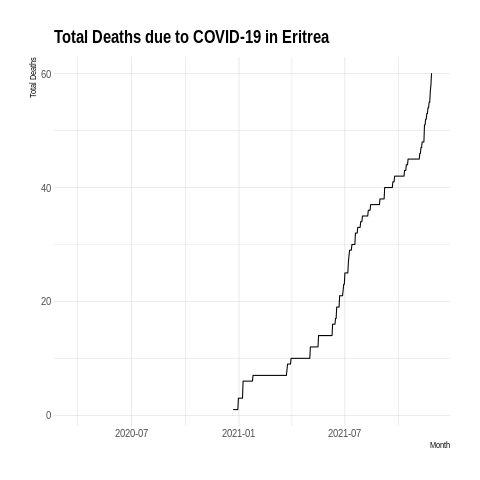 Total Deaths due to COVID-19 in Eritrea
Total Deaths
60
40
20
0
2020-07
2021-01
2021-07
Month